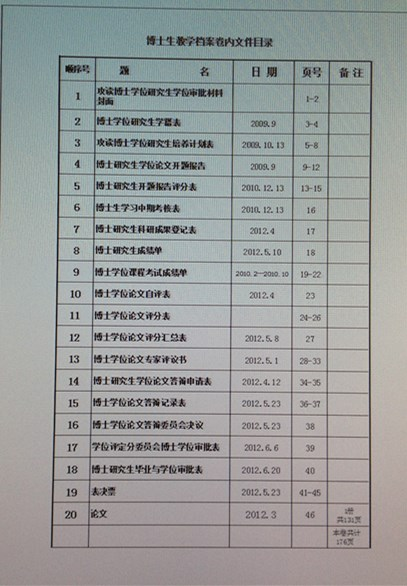 博士生教学档案卷内文件目录
顺序号 题 名 日 期 页号 备 注
1 攻读博士学位研究生学位审批材料
封面 1-2
2 博士学位研究生学籍表 2009.9 3-4
3 攻读博士学位研究生培养计划表 2009.10.13 5-8
4 博士研究生学位论文开题报告 2009.9 9-12
5 博士研究生开题报告评分表 2010.12.13 13-15
6 博士生学习中期考核表 2010.12.13 16
7 博士研究生科研成果登记表 2012.4 17
8 博士研究生成绩单 2012.5.10 18
9 博士学位课程考试成绩单 2010.2—2010.10 19-22
10 博士学位论文自评表 2012.4 23
11 博士学位论文评分表 24-26
12 博士学位论文评分汇总表 2012.5.8 27
13 博士学位论文专家评议书 2012.5.1 28-33
14 博士研究生学位论文答辩申请表 2012.4.12 34-35
15 博士学位论文答辩记录表 2012.5.23 36-37
16 博士学位论文答辩委员会决议 2012.5.23 38
17 学位评定分委员会博士学位审批表 2012.6.6 39
18 博士研究生毕业与学位审批表 2012.6.20 40
19 表决票 2012.5.23 41-45
20 论文 2012.3 46 1册
共131页
本卷共计
176页